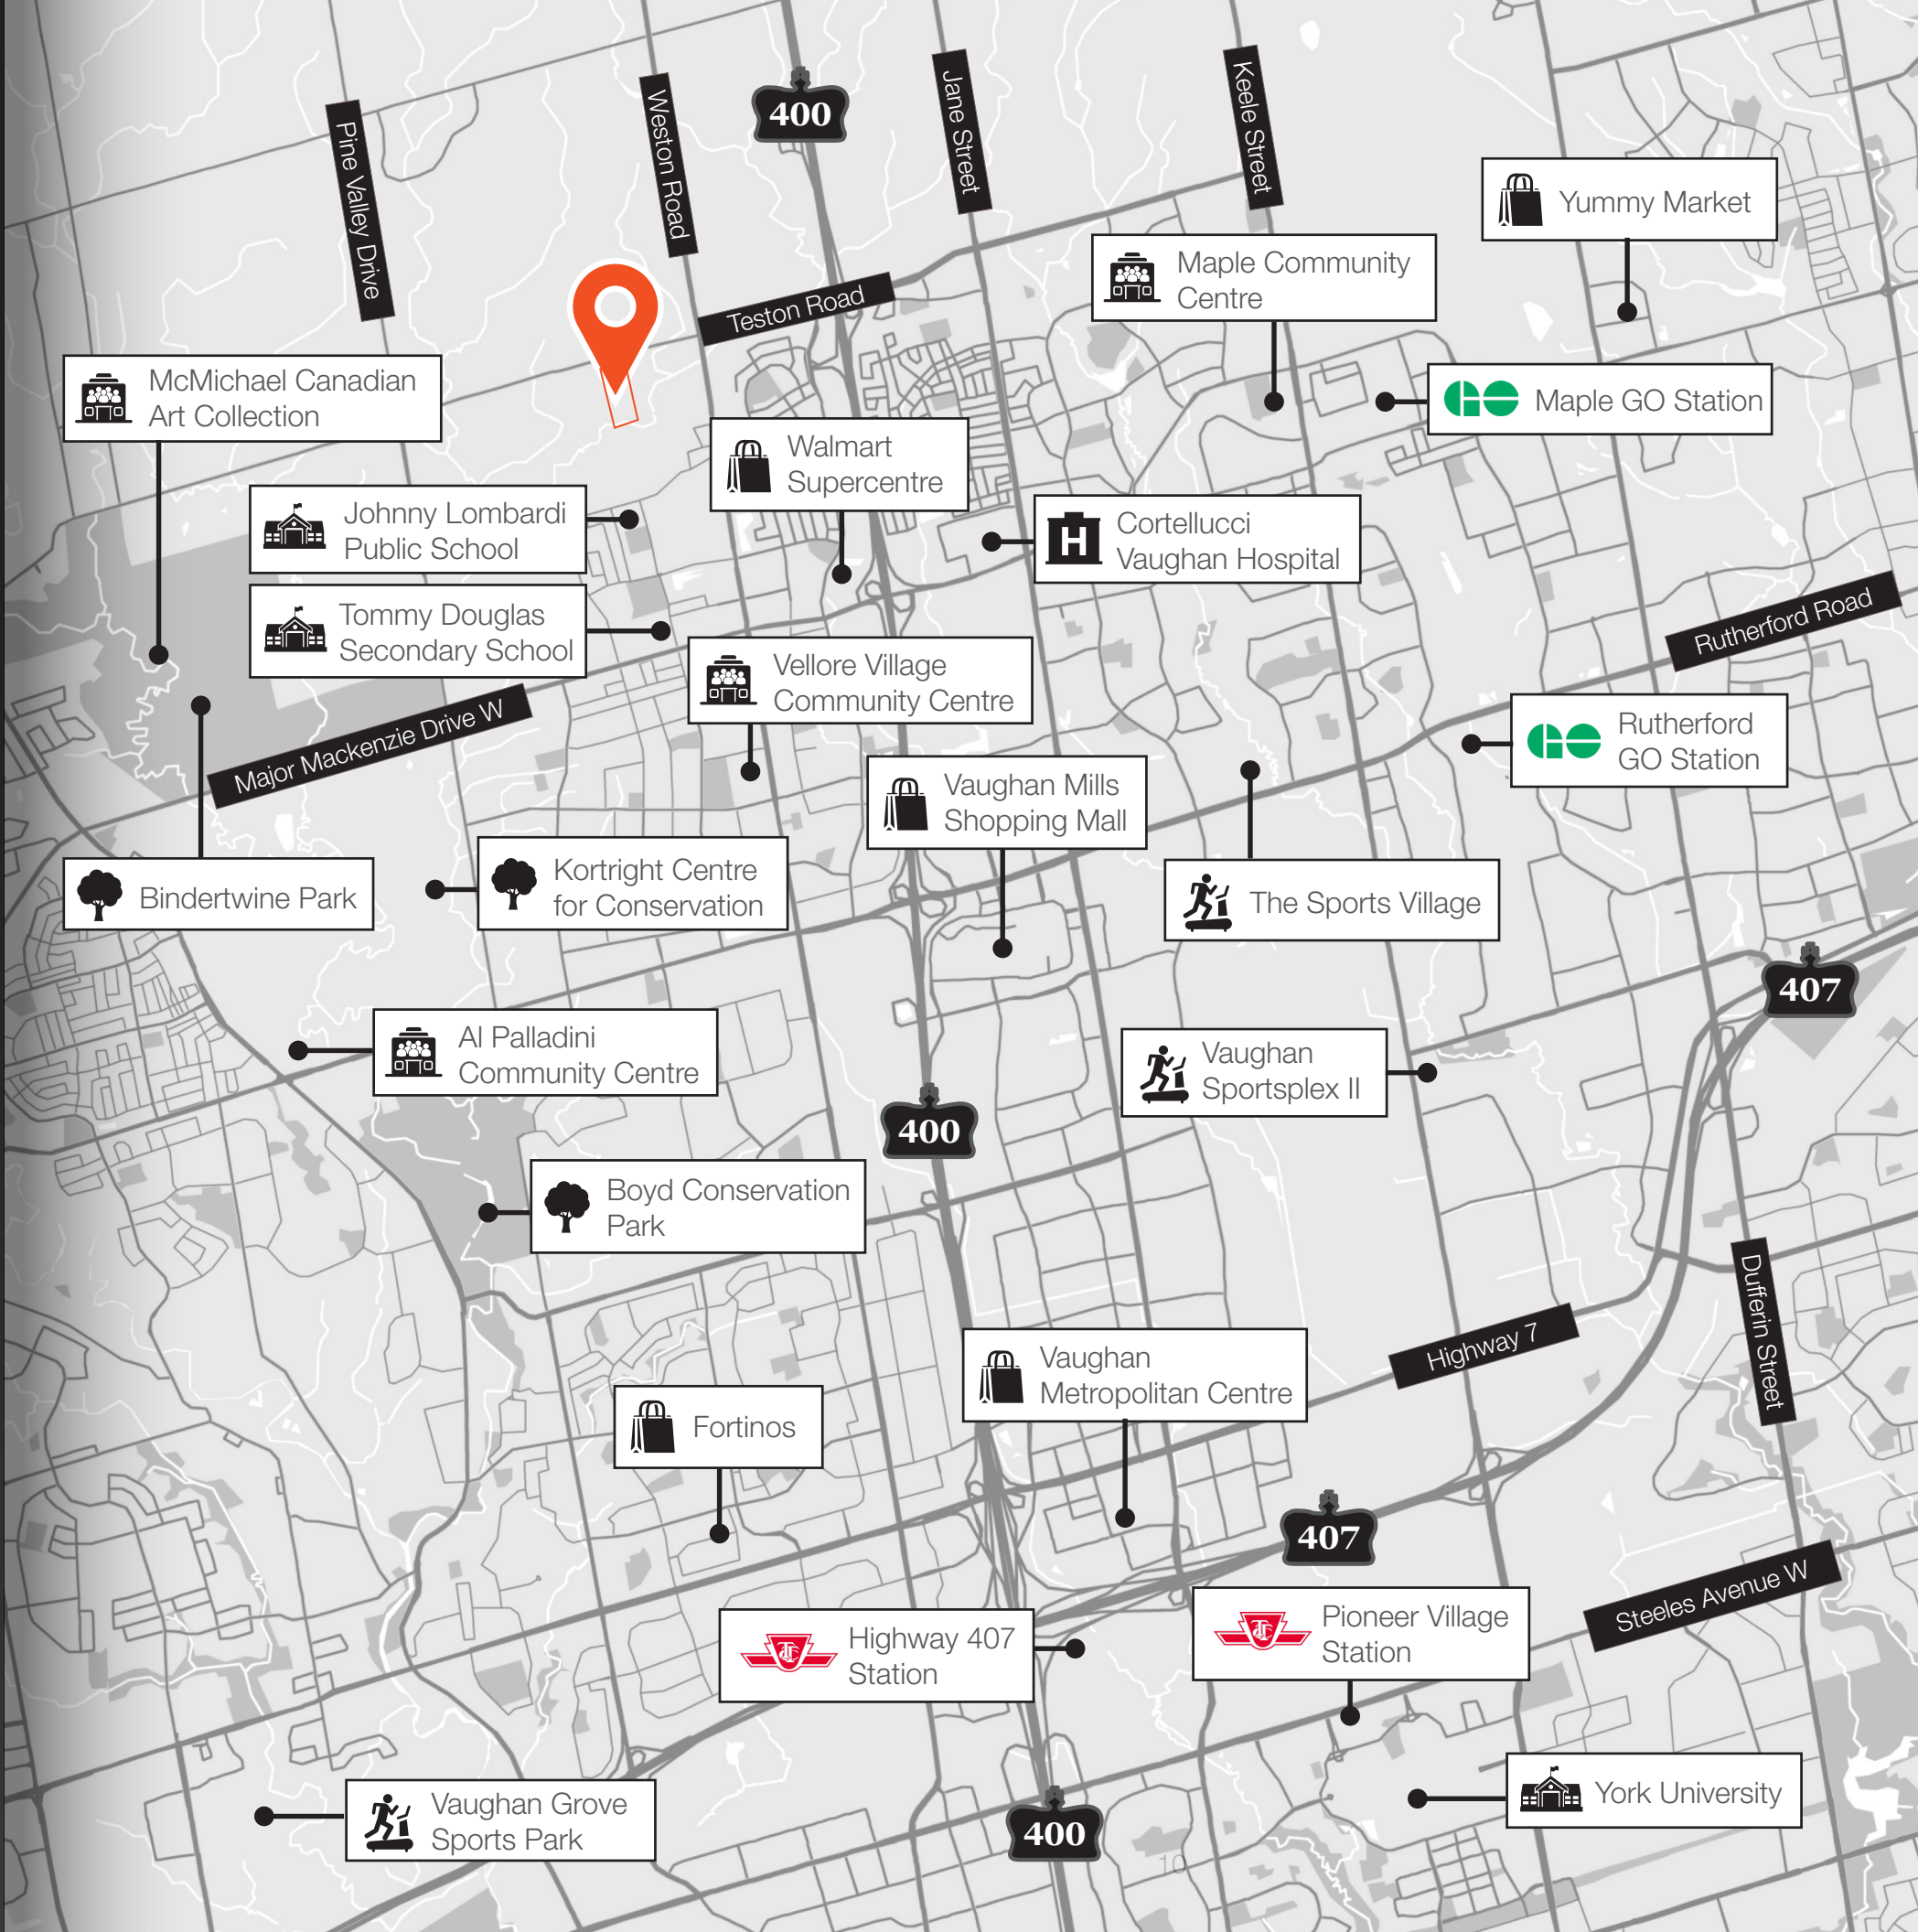 400
Jane Street
Keele Street
Weston Road
Pine Valley Drive
Yummy Market
Maple Community
Centre
Teston Road
McMichael Canadian
Art Collection
Maple GO Station
Walmart
Supercentre
Johnny Lombardi
Public School
H
Cortellucci
Vaughan Hospital
Tommy Douglas
Secondary School
Rutherford Road
Vellore Village
Community Centre
Major Mackenzie Drive W
Rutherford
GO Station
Vaughan Mills
Shopping Mall
Bindertwine Park
Kortright Centre
for Conservation
The Sports Village
407
Al Palladini
Community Centre
Vaughan
Sportsplex II
400
Boyd Conservation
Park
Dufferin Street
Highway 7
Vaughan
Metropolitan Centre
Fortinos
407
Steeles Avenue W
TTC
Highway 407
Station
TTC
Pioneer Village
Station
York University
Vaughan Grove
Sports Park
400
10